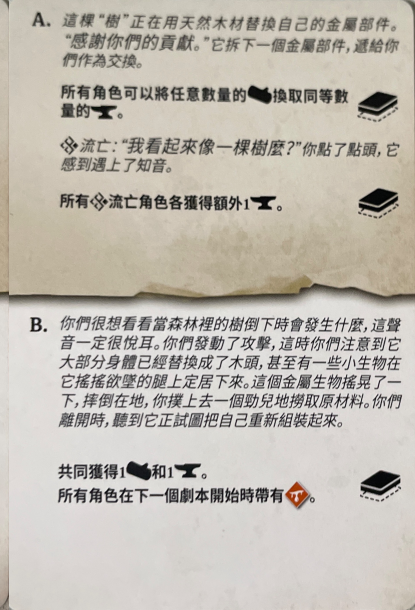 A. 這棵“樹”正在用天然木材替換自己的金屬部件。
“感謝你們的貢獻。”它拆下一個金屬部件，遞給你
們作為交換。
所有角色可以將任意數量的換取同等數
量的。
流亡：“我看起來像一棵樹麼？”你點了點頭，它
感到遇上了知音。
所有流亡角色各獲得額外1。
B. 你們很想看看當森林裡的樹倒下時會發生什麼，這聲
音一定很悅耳。你們發動了攻擊，這時你們注意到它
大部分身體已經替換成了木頭，甚至有一些小生物在
它搖搖欲墜的腿上定居下來。這個金屬生物搖晃了一
下，摔倒在地，你撲上去一個勁兒地撈取原材料。你們
離開時，聽到它正試圖把自己重新組裝起來。
共同獲得1和1。
所有角色在下一個劇本開始時帶有。